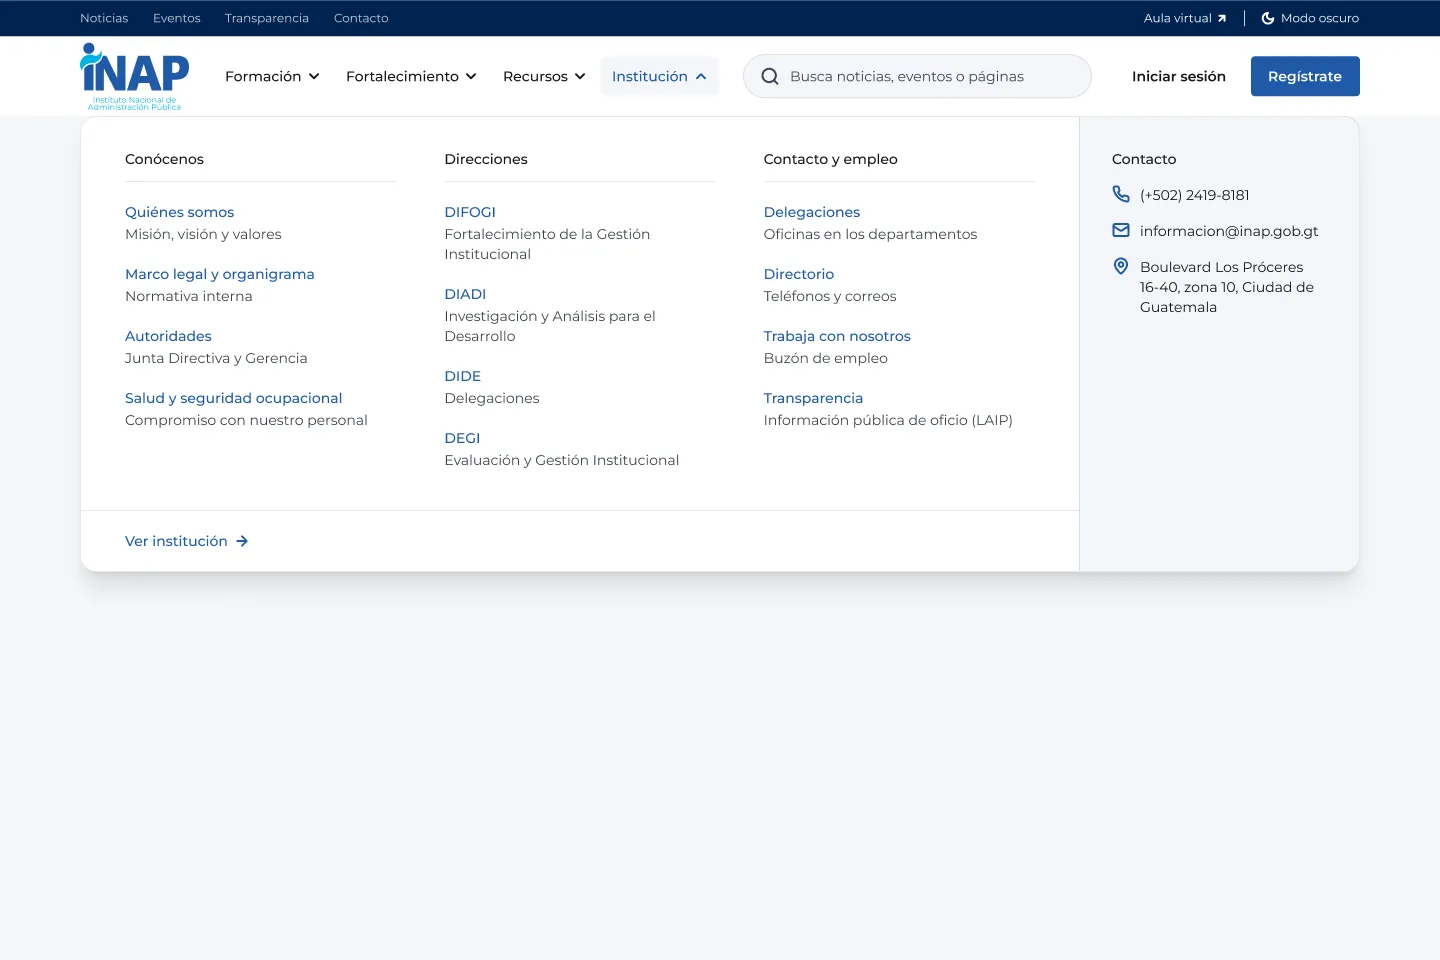 Noticias Eventos Transparencia Contacto Aula virtual Modo oscuro
iNAP
Instituto Nacional de
Administración Pública
Formación Fortalecimiento Recursos Institución Busca noticias, eventos o páginas Iniciar sesión Regístrate
Conócenos
Quiénes somos
Misión, visión y valores
Marco legal y organigrama
Normativa interna
Autoridades
Junta Directiva y Gerencia
Salud y seguridad ocupacional
Compromiso con nuestro personal
Direcciones
DIFOGI
Fortalecimiento de la Gestión
Institucional
DIADI
Investigación y Análisis para el
Desarrollo
DIDE
Delegaciones
DEGI
Evaluación y Gestión Institucional
Contacto y empleo
Delegaciones
Oficinas en los departamentos
Directorio
Teléfonos y correos
Trabaja con nosotros
Buzón de empleo
Transparencia
Información pública de oficio (LAIP)
Ver institución
Contacto
(+502) 2419-8181
informacion@inap.gob.gt
Boulevard Los Próceres
16-40, zona 10, Ciudad de
Guatemala